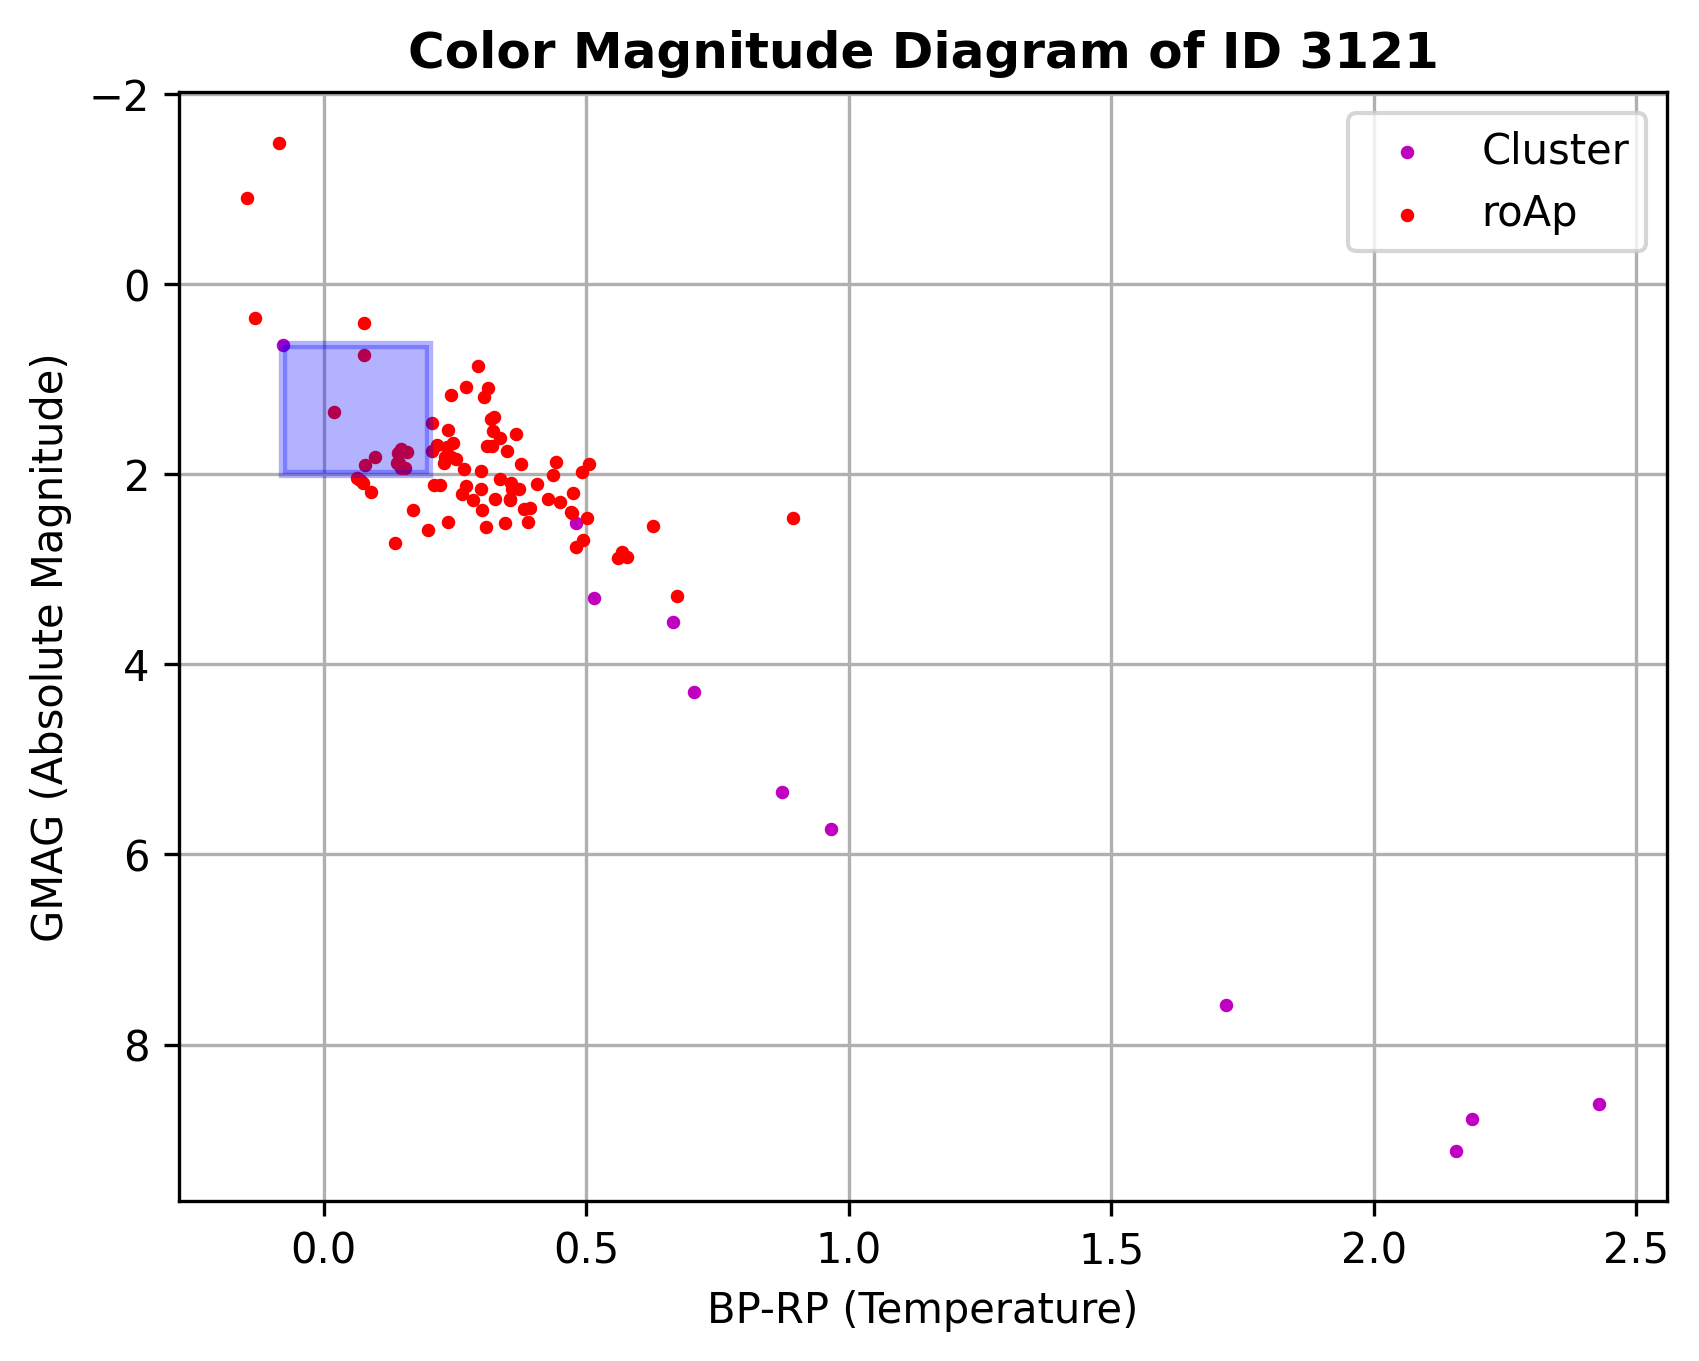 Color Magnitude Diagram of ID 3121
Cluster
roAp
−2
0
2
4
6
8
GMAG (Absolute Magnitude)
0.0 0.5 1.0 1.5 2.0 2.5
BP-RP (Temperature)